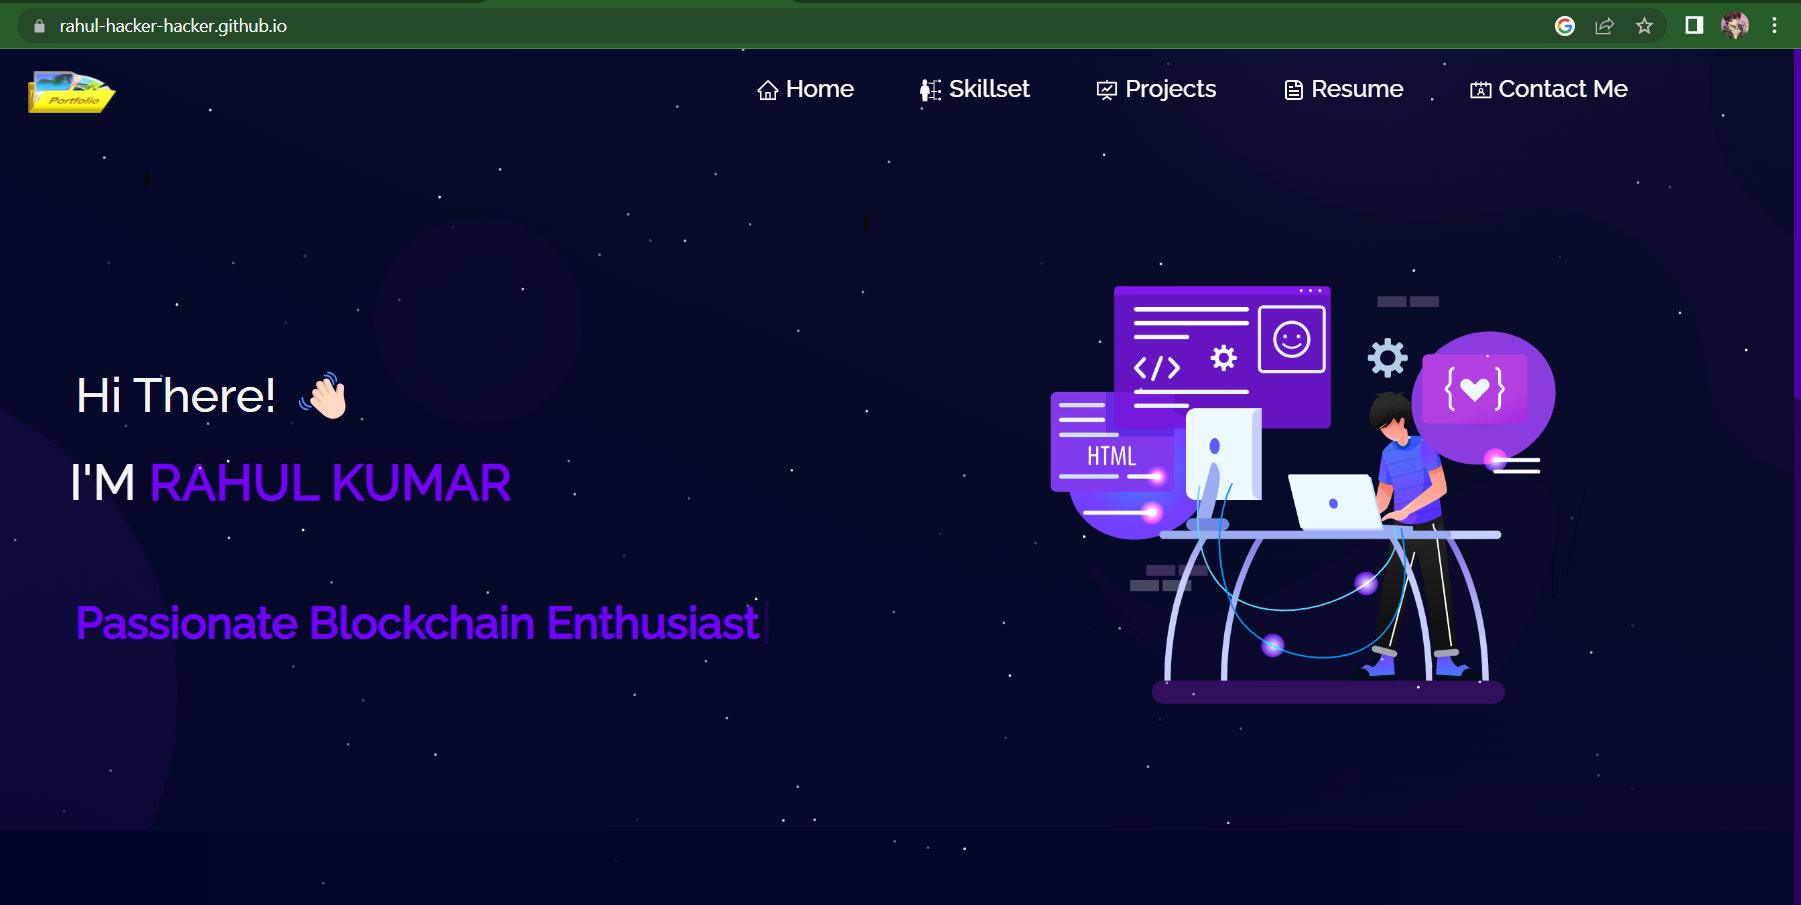 rahul-hacker-hacker.github.io
Portfolio
Home Skillset Projects Resume Contact Me
Hi There!
I'M RAHUL KUMAR
Passionate Blockchain Enthusiast
HTML